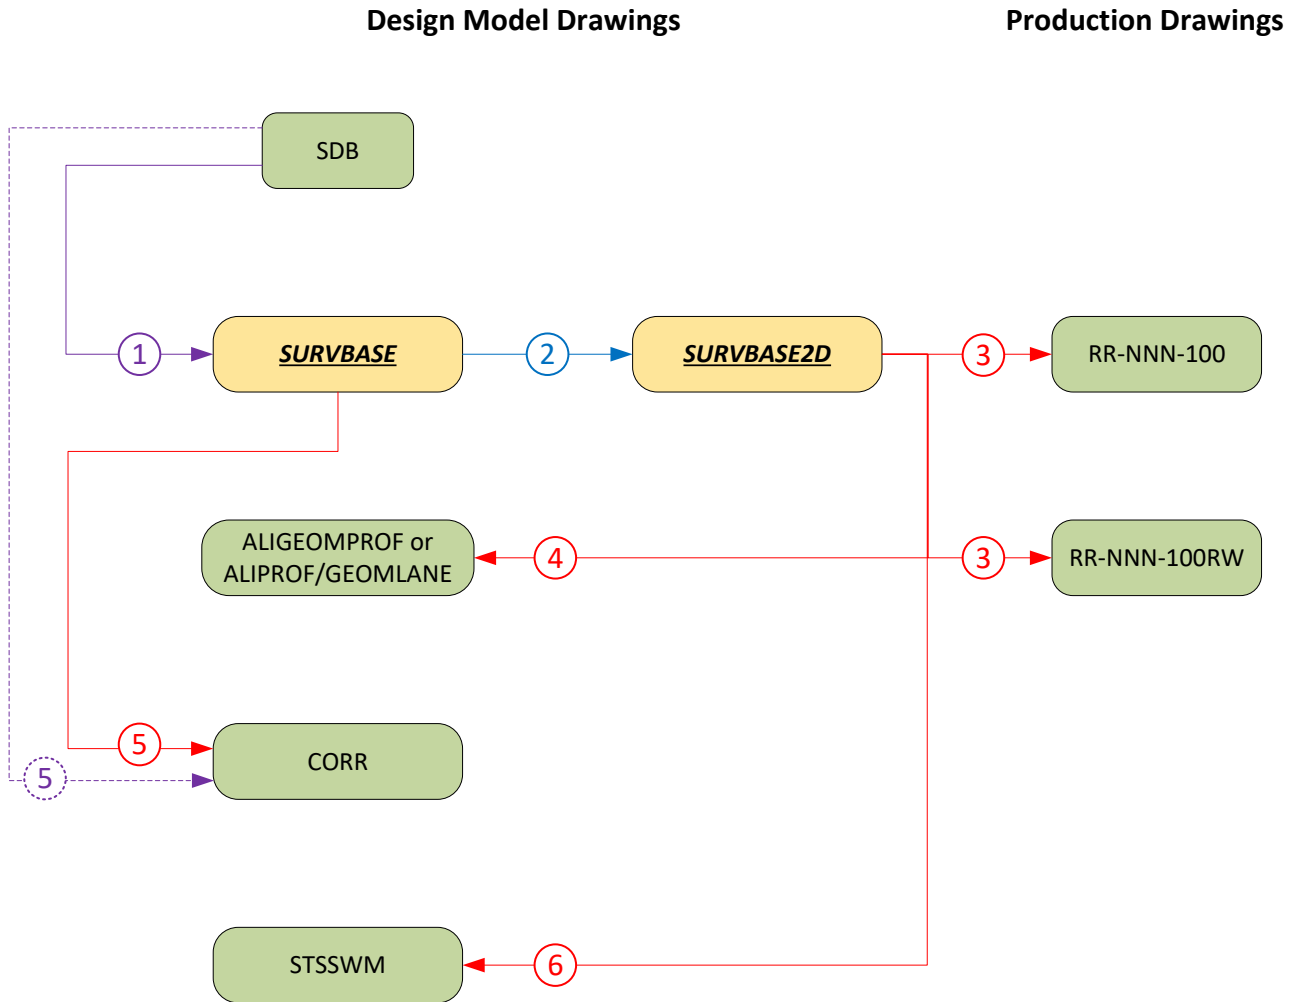 Design Model Drawings
Production Drawings
SDB
1
SURVBASE
2
SURVBASE2D
3
RR-NNN-100
ALIGEOMPROF or
ALIPROF/GEOMLANE
4
3
RR-NNN-100RW
5
CORR
5
STSSWM
6